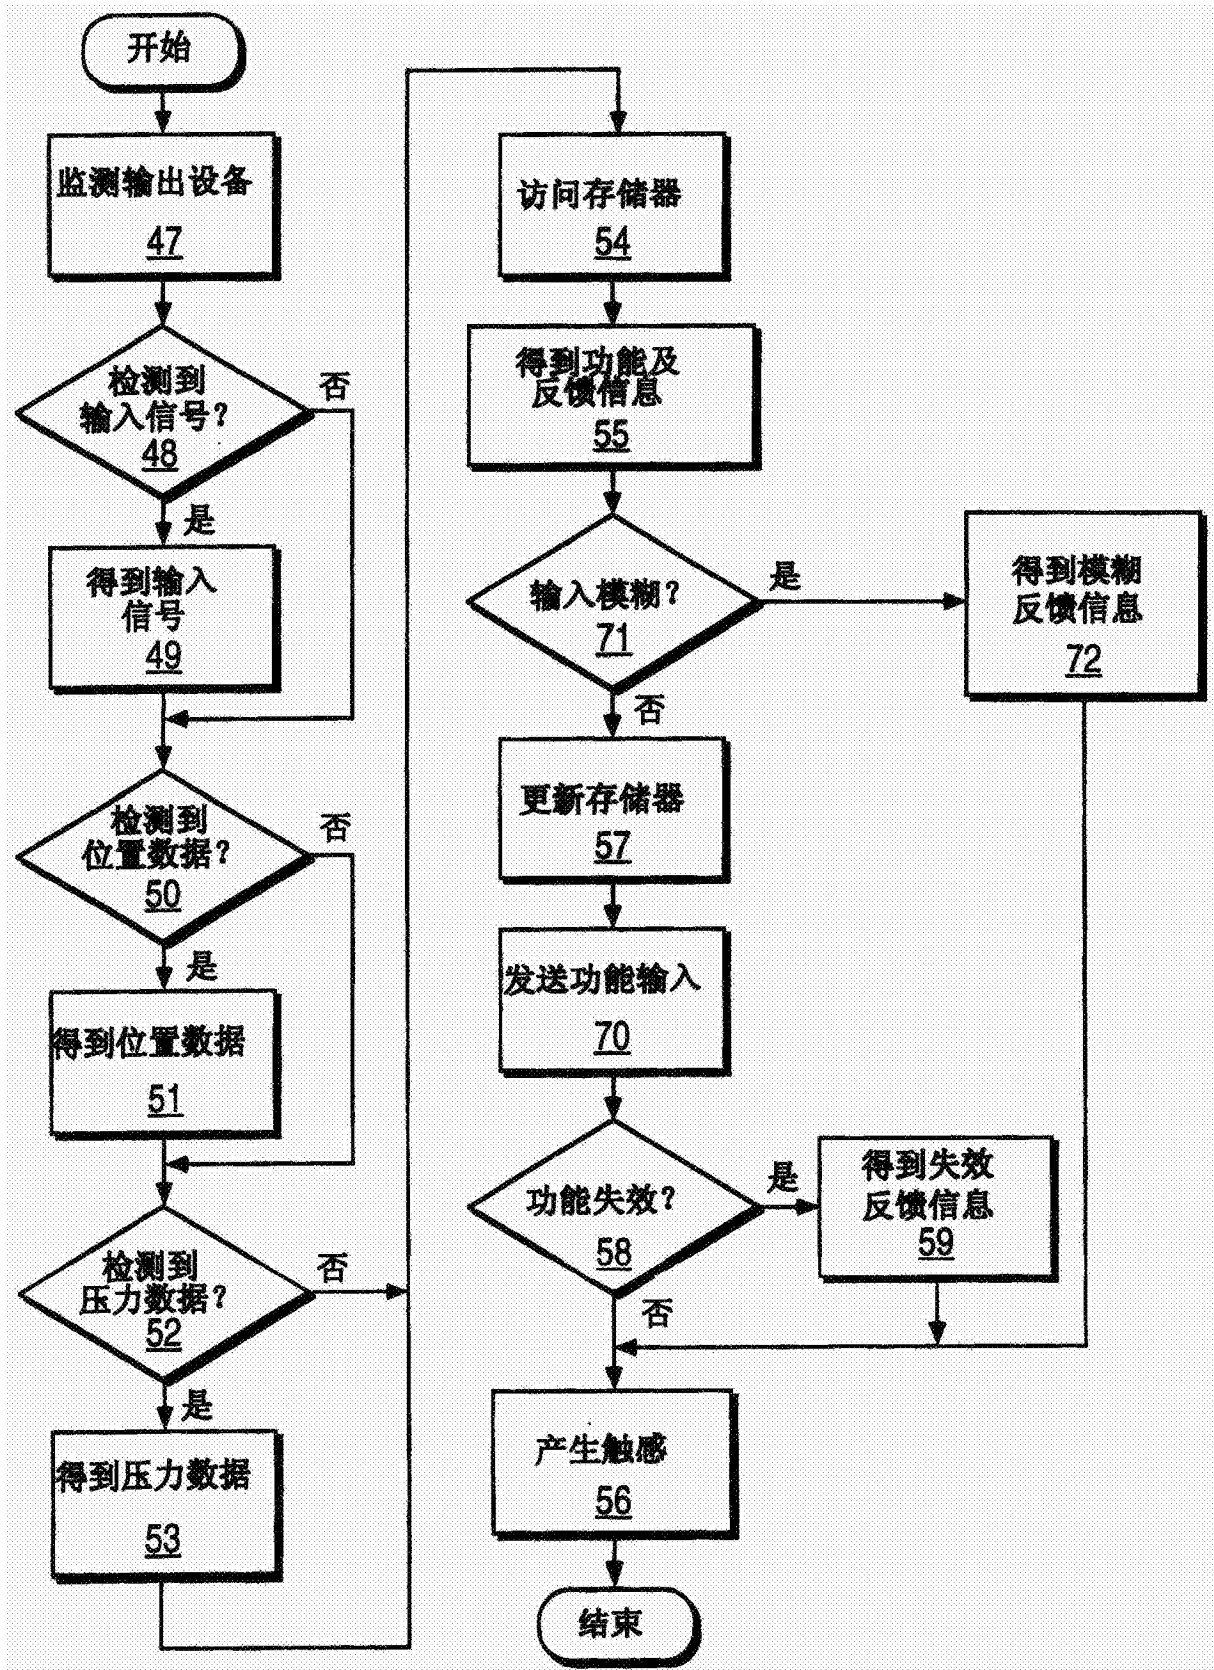 开始
监测输出设备
47
检测到
输入信号?
48
否
是
得到输入
信号
49
检测到
位置数据?
50
否
是
得到位置数据
51
检测到
压力数据?
52
否
是
得到压力数据
53
访问存储器
54
得到功能及
反馈信息
55
输入模糊?
71
是
得到模糊
反馈信息
72
否
更新存储器
57
发送功能输入
70
功能失效?
58
是
得到失效
反馈信息
59
否
产生触感
56
结束